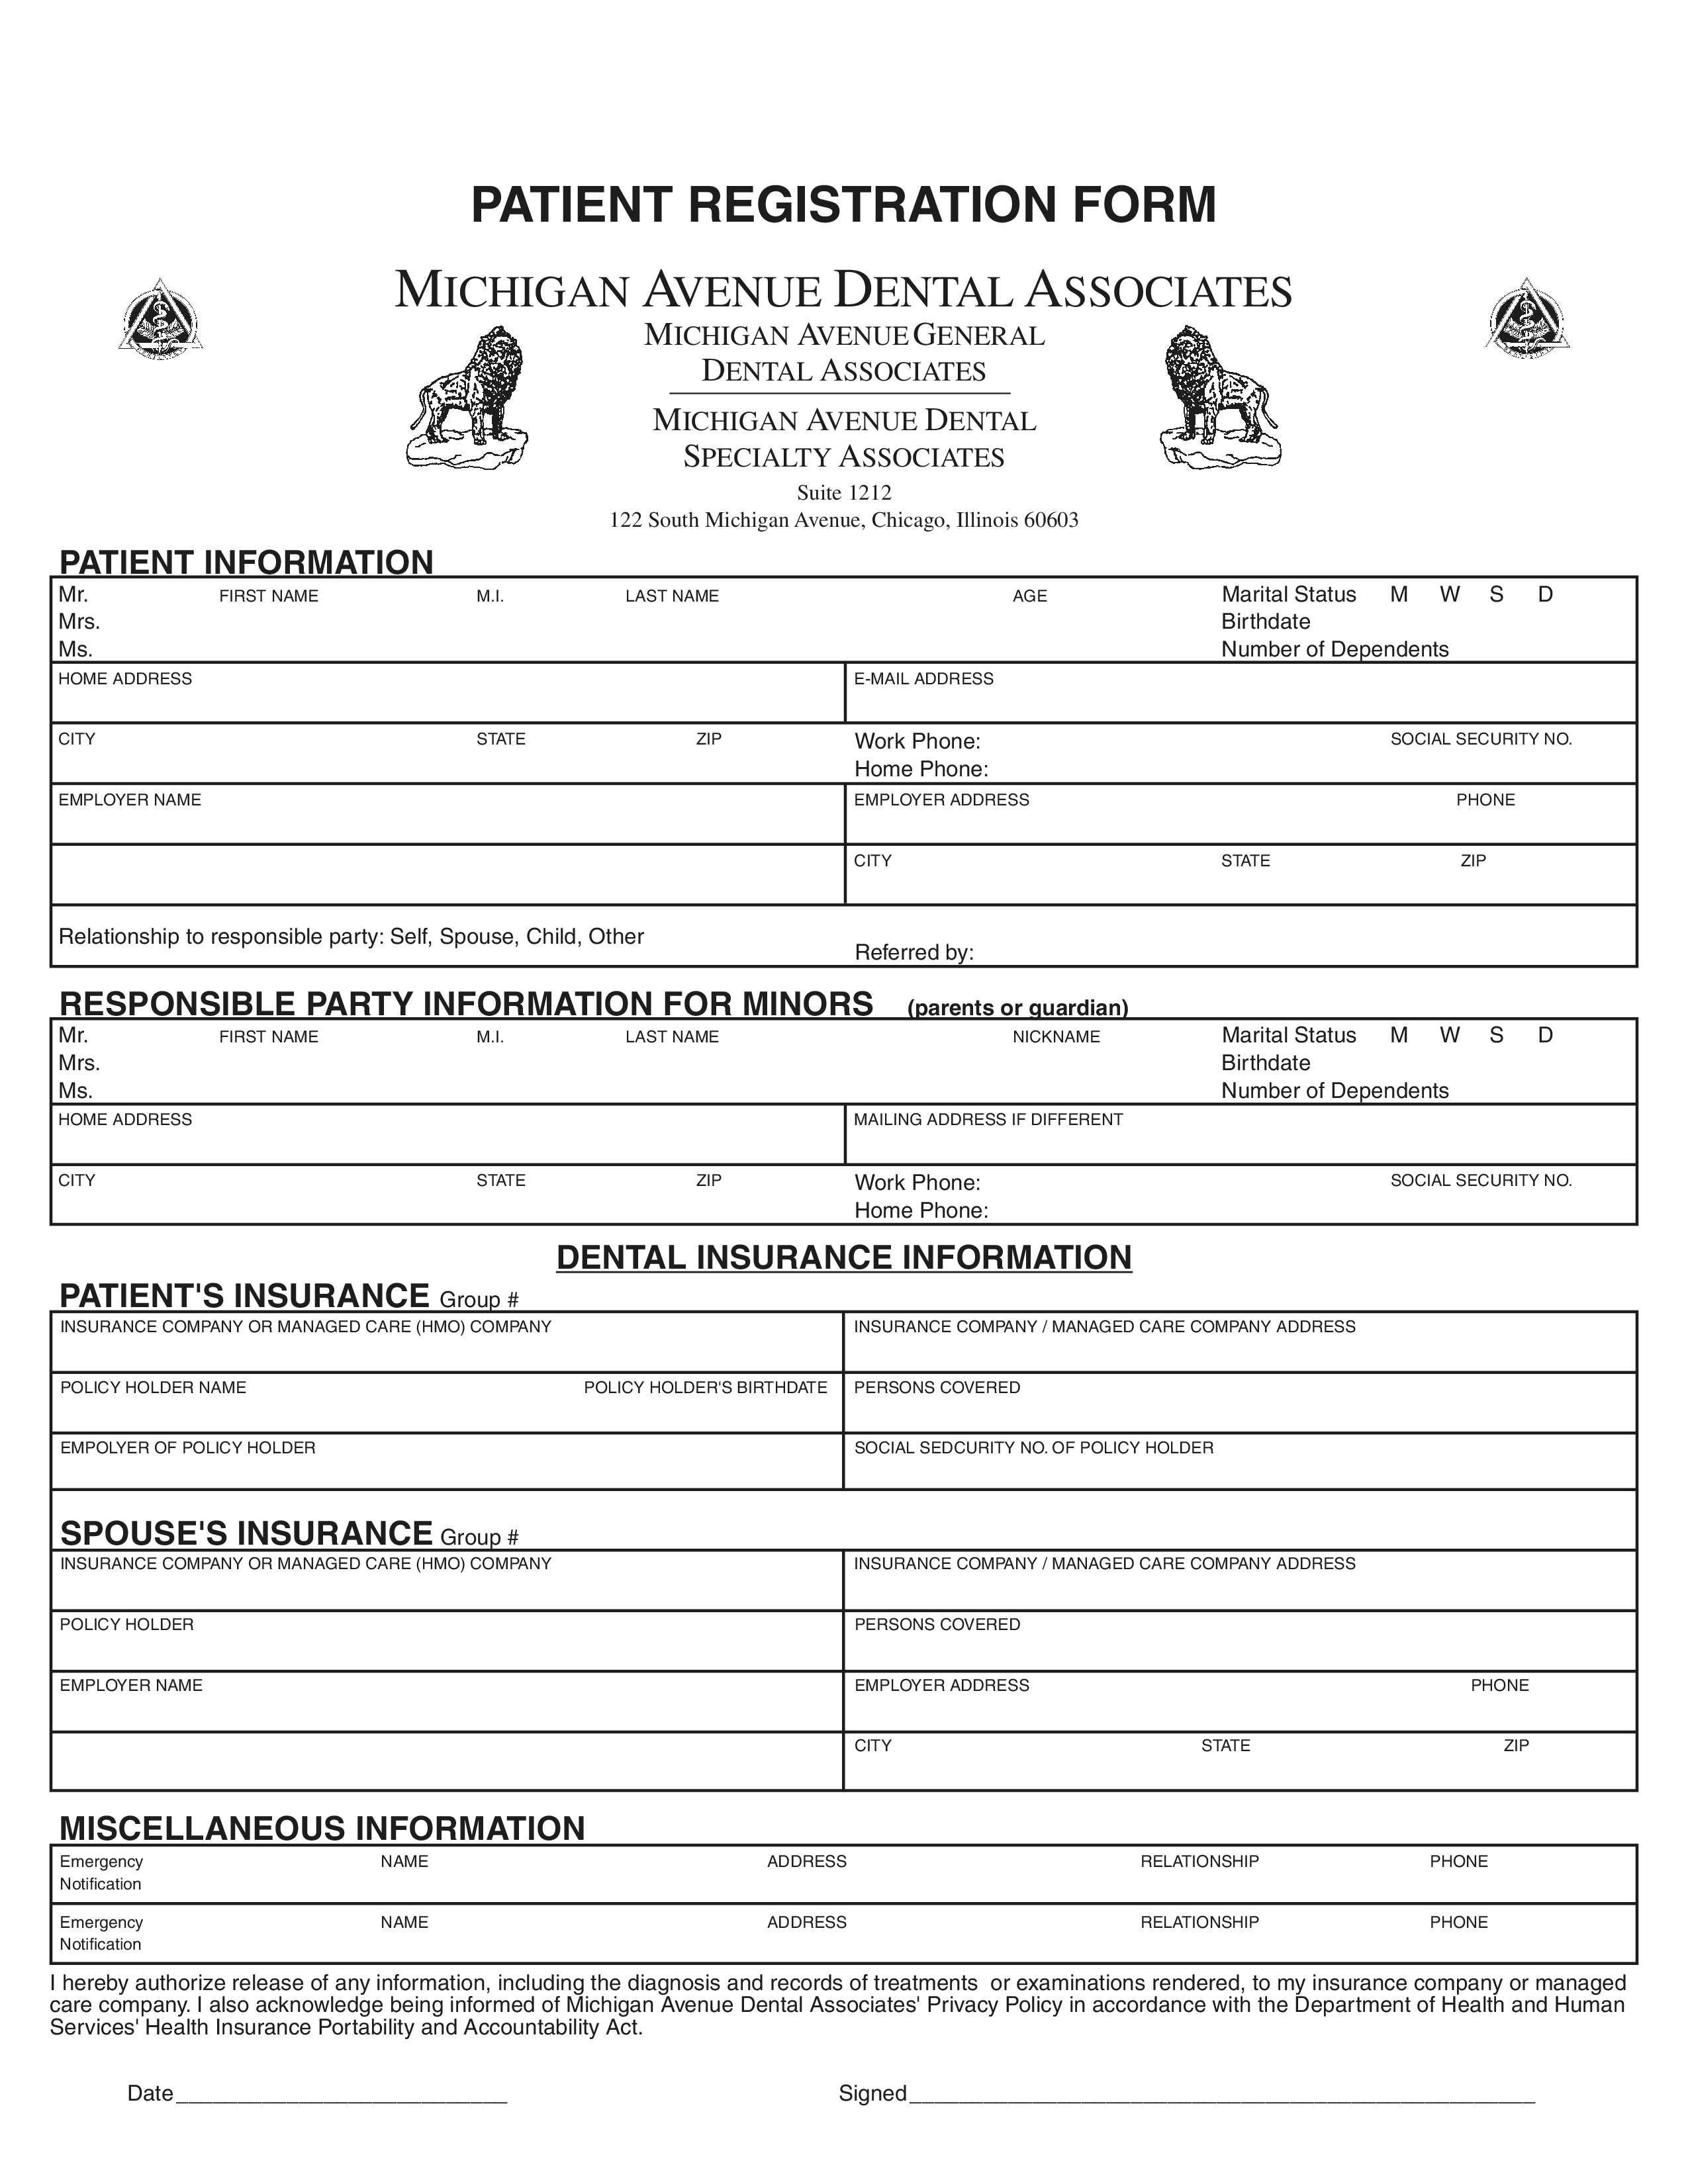 PATIENT REGISTRATION FORM
MICHIGAN AVENUE DENTAL ASSOCIATES
MICHIGAN AVENUE GENERAL
DENTAL ASSOCIATES
MICHIGAN AVENUE DENTAL
SPECIALTY ASSOCIATES
Suite 1212
122 South Michigan Avenue, Chicago, Illinois 60603
PATIENT INFORMATION
Mr. FIRST NAME M.I. LAST NAME AGE Marital Status M W S D
Mrs. Birthdate
Ms. Number of Dependents
HOME ADDRESS E-MAIL ADDRESS
CITY STATE ZIP Work Phone: SOCIAL SECURITY NO.
Home Phone:
EMPLOYER NAME EMPLOYER ADDRESS PHONE
CITY STATE ZIP
Relationship to responsible party: Self, Spouse, Child, Other
Referred by:
RESPONSIBLE PARTY INFORMATION FOR MINORS (parents or guardian)
Mr. FIRST NAME M.I. LAST NAME NICKNAME Marital Status M W S D
Mrs. Birthdate
Ms. Number of Dependents
HOME ADDRESS MAILING ADDRESS IF DIFFERENT
CITY STATE ZIP Work Phone: SOCIAL SECURITY NO.
Home Phone:
DENTAL INSURANCE INFORMATION
PATIENT'S INSURANCE Group #
INSURANCE COMPANY OR MANAGED CARE (HMO) COMPANY INSURANCE COMPANY / MANAGED CARE COMPANY ADDRESS
POLICY HOLDER NAME POLICY HOLDER'S BIRTHDATE PERSONS COVERED
EMPOLYER OF POLICY HOLDER SOCIAL SEDCURITY NO. OF POLICY HOLDER
SPOUSE'S INSURANCE Group #
INSURANCE COMPANY OR MANAGED CARE (HMO) COMPANY INSURANCE COMPANY / MANAGED CARE COMPANY ADDRESS
POLICY HOLDER PERSONS COVERED
EMPLOYER NAME EMPLOYER ADDRESS PHONE
CITY STATE ZIP
MISCELLANEOUS INFORMATION
Emergency NAME ADDRESS RELATIONSHIP PHONE
Notification
Emergency NAME ADDRESS RELATIONSHIP PHONE
Notification
I hereby authorize release of any information, including the diagnosis and records of treatments or examinations rendered, to my insurance company or managed
care company. I also acknowledge being informed of Michigan Avenue Dental Associates' Privacy Policy in accordance with the Department of Health and Human
Services' Health Insurance Portability and Accountability Act.
Date___________________________ Signed___________________________________________________